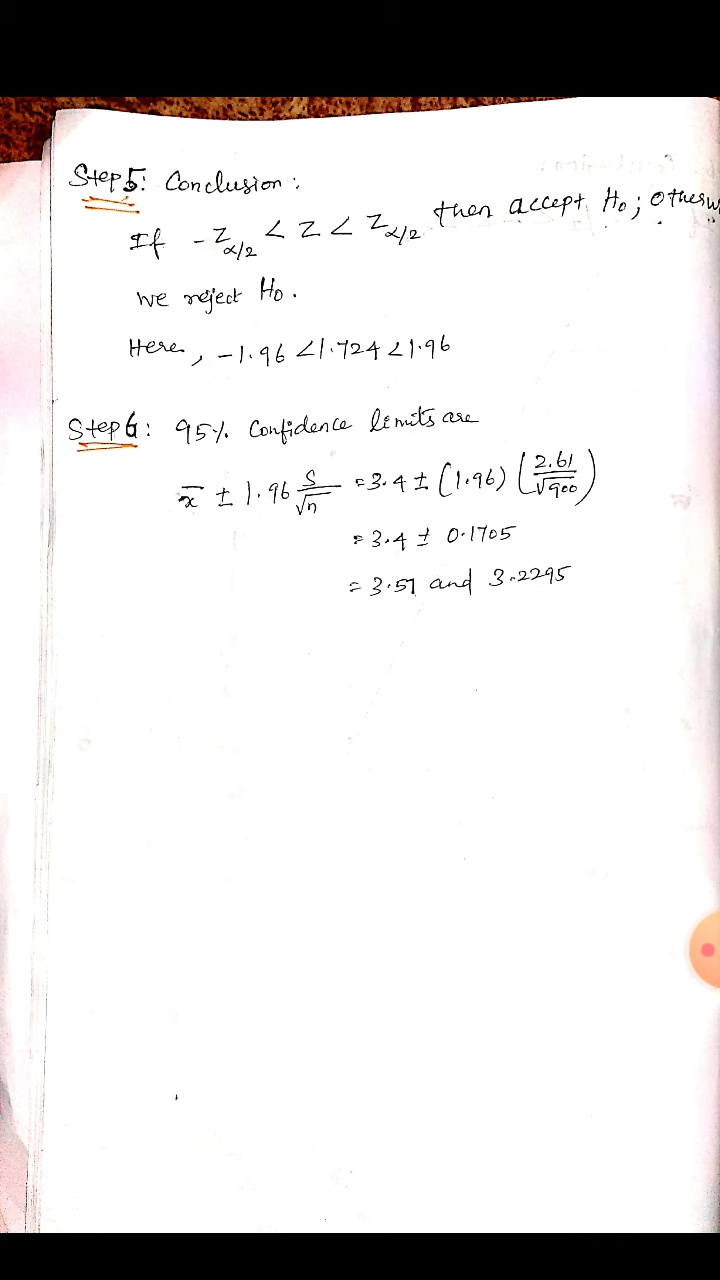 Step 5: Conclusion:
If -Zα/2 < Z < Zα/2 then accept H0; otherw
we reject H0.
Here, -1.96 < 1.724 < 1.96
Step 6: 95% Confidence limits are
x̄ ± 1.96 S/√n = 3.4 ± (1.96) (2.61/√900)
= 3.4 ± 0.1705
= 3.57 and 3.2295